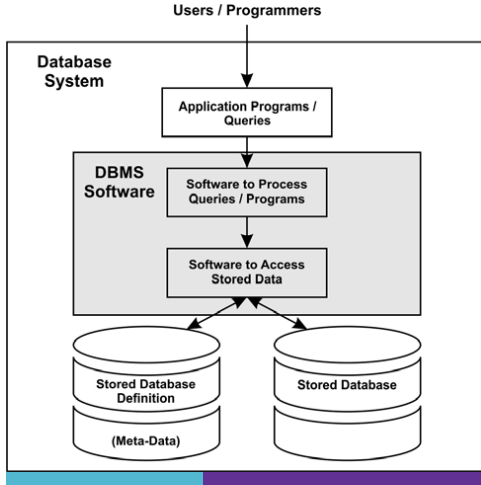 Users / Programmers
Database
System
Application Programs /
Queries
DBMS
Software
Software to Process
Queries / Programs
Software to Access
Stored Data
Stored Database
Definition
(Meta-Data)
Stored Database